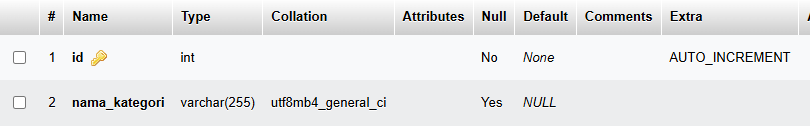 # Name Type Collation Attributes Null Default Comments Extra
1 id int No None AUTO_INCREMENT
2 nama_kategori varchar(255) utf8mb4_general_ci Yes NULL